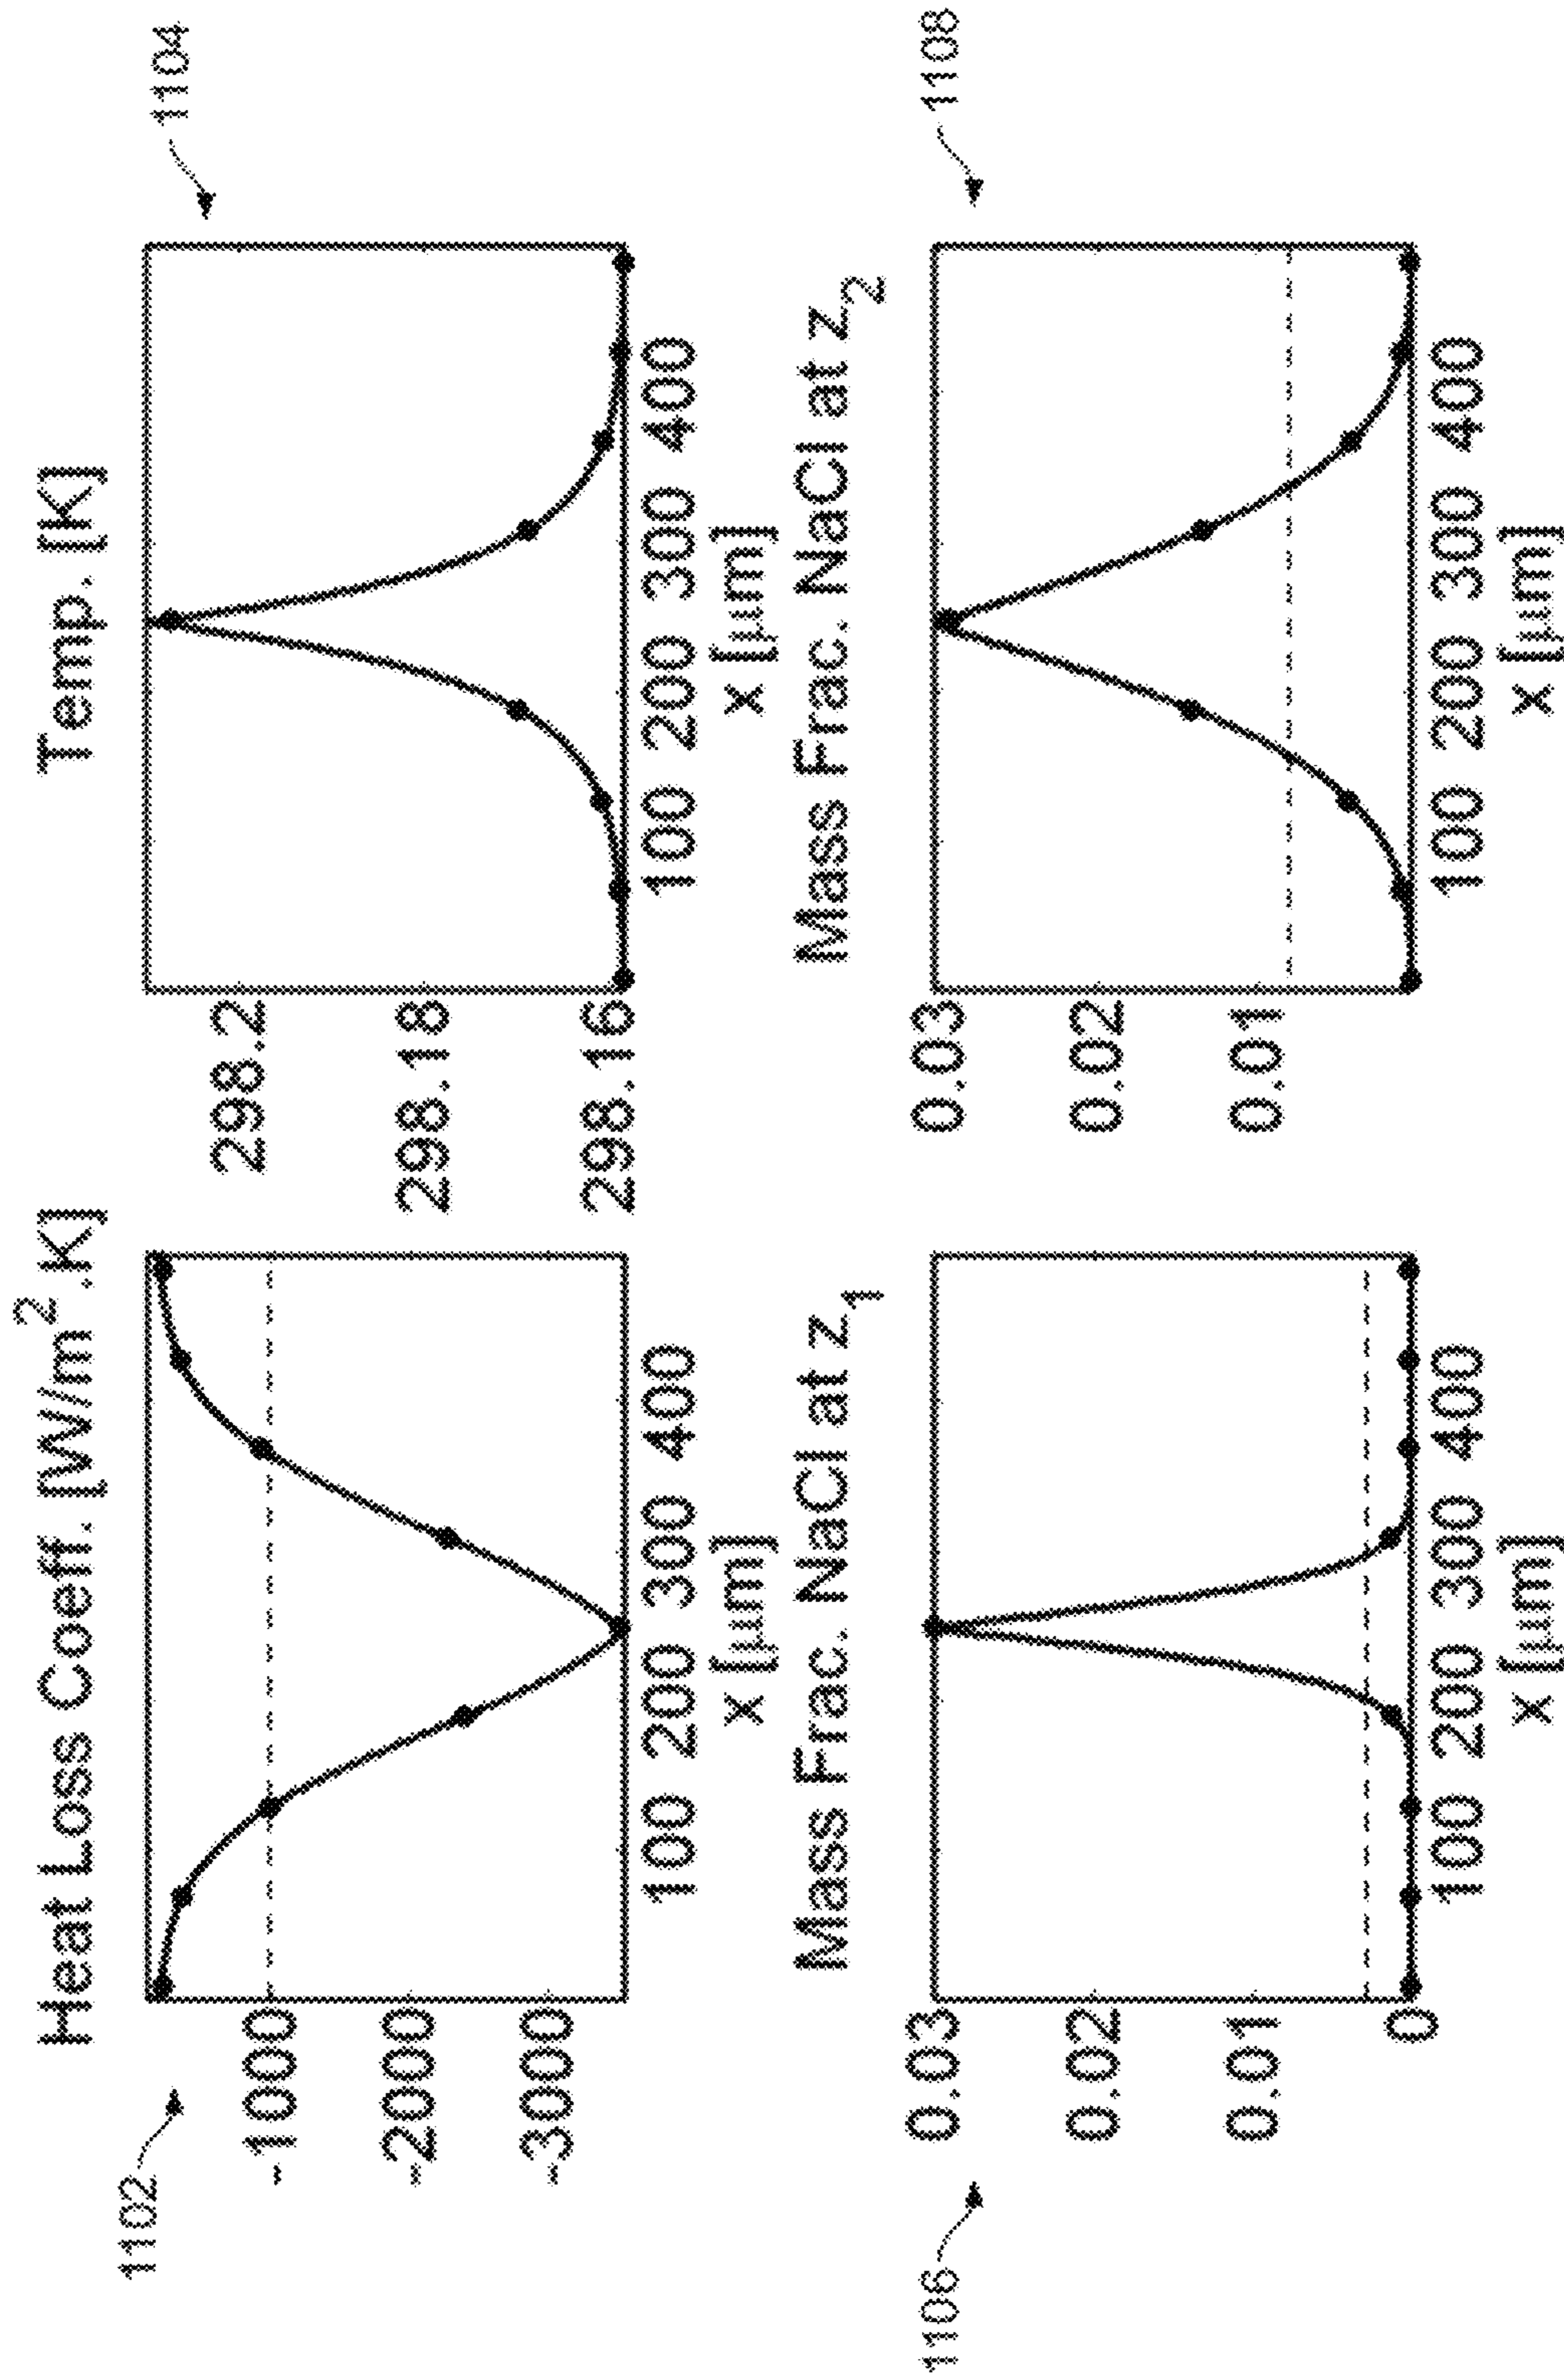 1102
Heat Loss Coeff. [W/m².K]
-1000
-2000
-3000
100 200 300 400
x [μm]
1104
Temp. [K]
298.2
298.18
298.16
100 200 300 400
x [μm]
1106
Mass Frac. NaCl at z₁
0.03
0.02
0.01
0
100 200 300 400
x [μm]
1108
Mass Frac. NaCl at z₂
0.03
0.02
0.01
100 200 300 400
x [μm]